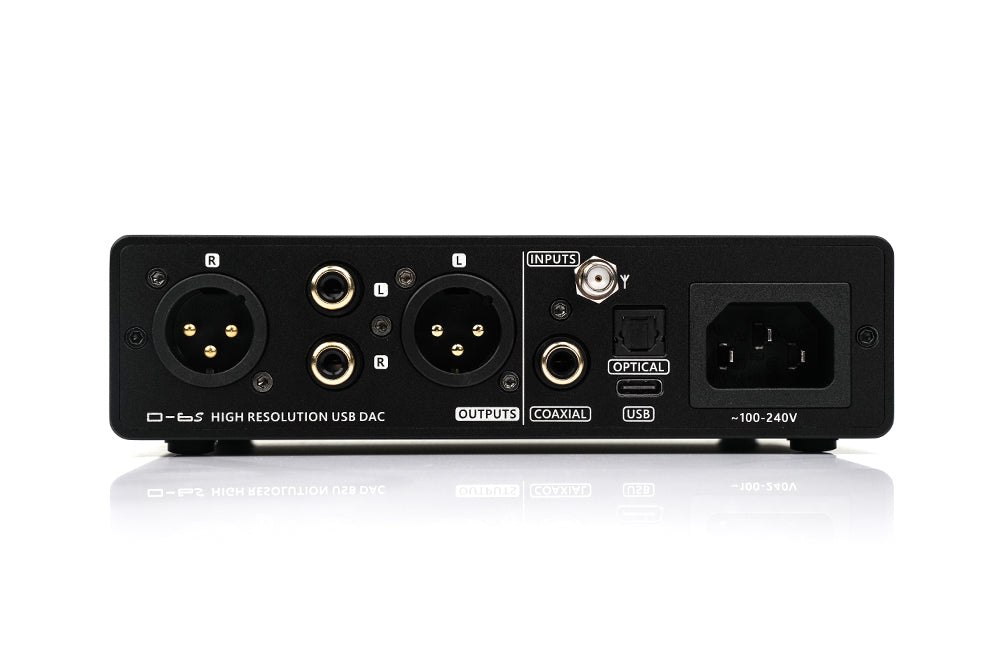 R
L
L
R
INPUTS
OPTICAL
D-6s HIGH RESOLUTION USB DAC
OUTPUTS
COAXIAL
USB
~100-240V